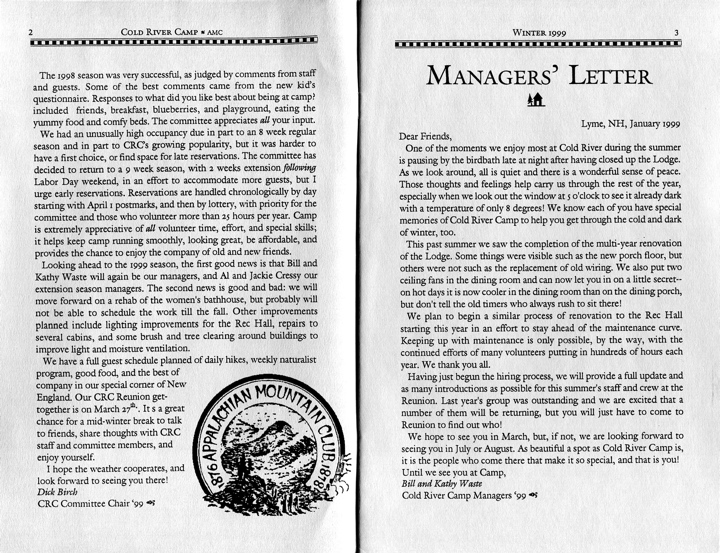 2
COLD RIVER CAMP ▪ AMC
The 1998 season was very successful, as judged by comments from staff
and guests. Some of the best comments came from the new kid's
questionnaire. Responses to what did you like best about being at camp?
included friends, breakfast, blueberries, and playground, eating the
yummy food and comfy beds. The committee appreciates all your input.
We had an unusually high occupancy due in part to an 8 week regular
season and in part to CRC's growing popularity, but it was harder to
have a first choice, or find space for late reservations. The committee has
decided to return to a 9 week season, with 2 weeks extension following
Labor Day weekend, in an effort to accommodate more guests, but I
urge early reservations. Reservations are handled chronologically by day
starting with April 1 postmarks, and then by lottery, with priority for the
committee and those who volunteer more than 25 hours per year. Camp
is extremely appreciative of all volunteer time, effort, and special skills;
it helps keep camp running smoothly, looking great, be affordable, and
provides the chance to enjoy the company of old and new friends.
Looking ahead to the 1999 season, the first good news is that Bill and
Kathy Waste will again be our managers, and Al and Jackie Cressy our
extension season managers. The second news is good and bad: we will
move forward on a rehab of the women's bathhouse, but probably will
not be able to schedule the work till the fall. Other improvements
planned include lighting improvements for the Rec Hall, repairs to
several cabins, and some brush and tree clearing around buildings to
improve light and moisture ventilation.
We have a full guest schedule planned of daily hikes, weekly naturalist
program, good food, and the best of
company in our special corner of New
England. Our CRC Reunion get-
together is on March 27th. It s a great
chance for a mid-winter break to talk
to friends, share thoughts with CRC
staff and committee members, and
enjoy yourself.
I hope the weather cooperates, and
look forward to seeing you there!
Dick Birch
CRC Committee Chair '99
1876 APPALACHIAN MOUNTAIN CLUB 1876
WINTER 1999
3
MANAGERS' LETTER
Lyme, NH, January 1999
Dear Friends,
One of the moments we enjoy most at Cold River during the summer
is pausing by the birdbath late at night after having closed up the Lodge.
As we look around, all is quiet and there is a wonderful sense of peace.
Those thoughts and feelings help carry us through the rest of the year,
especially when we look out the window at 5 o'clock to see it already dark
with a temperature of only 8 degrees! We know each of you have special
memories of Cold River Camp to help you get through the cold and dark
of winter, too.
This past summer we saw the completion of the multi-year renovation
of the Lodge. Some things were visible such as the new porch floor, but
others were not such as the replacement of old wiring. We also put two
ceiling fans in the dining room and can now let you in on a little secret--
on hot days it is now cooler in the dining room than on the dining porch,
but don't tell the old timers who always rush to sit there!
We plan to begin a similar process of renovation to the Rec Hall
starting this year in an effort to stay ahead of the maintenance curve.
Keeping up with maintenance is only possible, by the way, with the
continued efforts of many volunteers putting in hundreds of hours each
year. We thank you all.
Having just begun the hiring process, we will provide a full update and
as many introductions as possible for this summer's staff and crew at the
Reunion. Last year's group was outstanding and we are excited that a
number of them will be returning, but you will just have to come to
Reunion to find out who!
We hope to see you in March, but, if not, we are looking forward to
seeing you in July or August. As beautiful a spot as Cold River Camp is,
it is the people who come there that make it so special, and that is you!
Until we see you at Camp,
Bill and Kathy Waste
Cold River Camp Managers '99